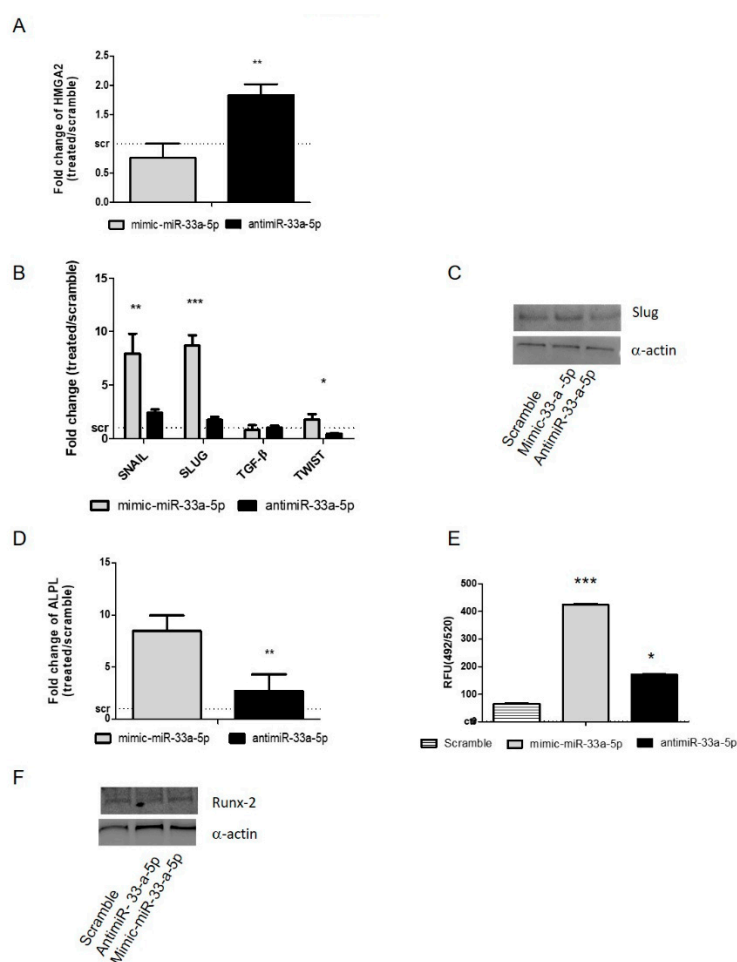 A
Fold change of HMGA2
(treated/scramble)
2.5
2.0
1.5
scr
0.5
0.0
**
mimic-miR-33a-5p
antimiR-33a-5p
B
Fold change (treated/scramble)
15
10
5
scr
0
**
***
*
SNAIL
SLUG
TGF-β
TWIST
mimic-miR-33a-5p
antimiR-33a-5p
C
Slug
α-actin
Scramble
Mimic-33-a -5p
AntimiR-33-a-5p
D
Fold change of ALPL
(treated/scramble)
15
10
5
scr
0
**
mimic-miR-33a-5p
antimiR-33a-5p
E
RFU(492/520)
500
400
300
200
100
***
*
Scramble
mimic-miR-33a-5p
antimiR-33a-5p
F
Runx-2
α-actin
Scramble
AntimiR- 33-a-5p
Mimic-miR-33-a-5p